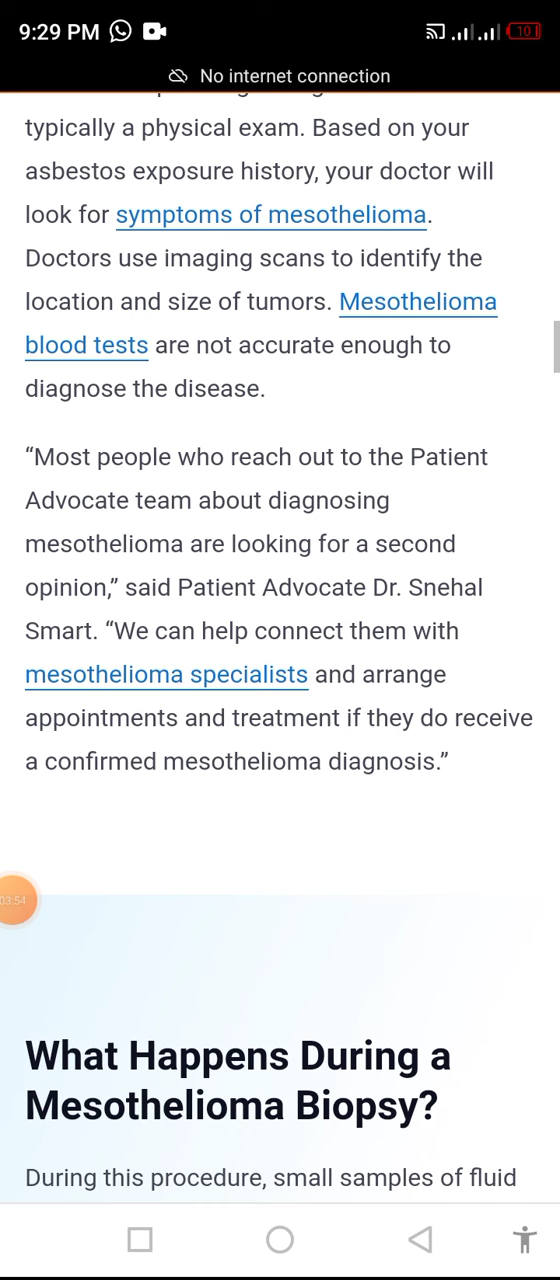 9:29 PM
10
No internet connection
typically a physical exam. Based on your
asbestos exposure history, your doctor will
look for symptoms of mesothelioma.
Doctors use imaging scans to identify the
location and size of tumors. Mesothelioma
blood tests are not accurate enough to
diagnose the disease.
“Most people who reach out to the Patient
Advocate team about diagnosing
mesothelioma are looking for a second
opinion,” said Patient Advocate Dr. Snehal
Smart. “We can help connect them with
mesothelioma specialists and arrange
appointments and treatment if they do receive
a confirmed mesothelioma diagnosis.”
03:54
What Happens During a
Mesothelioma Biopsy?
During this procedure, small samples of fluid